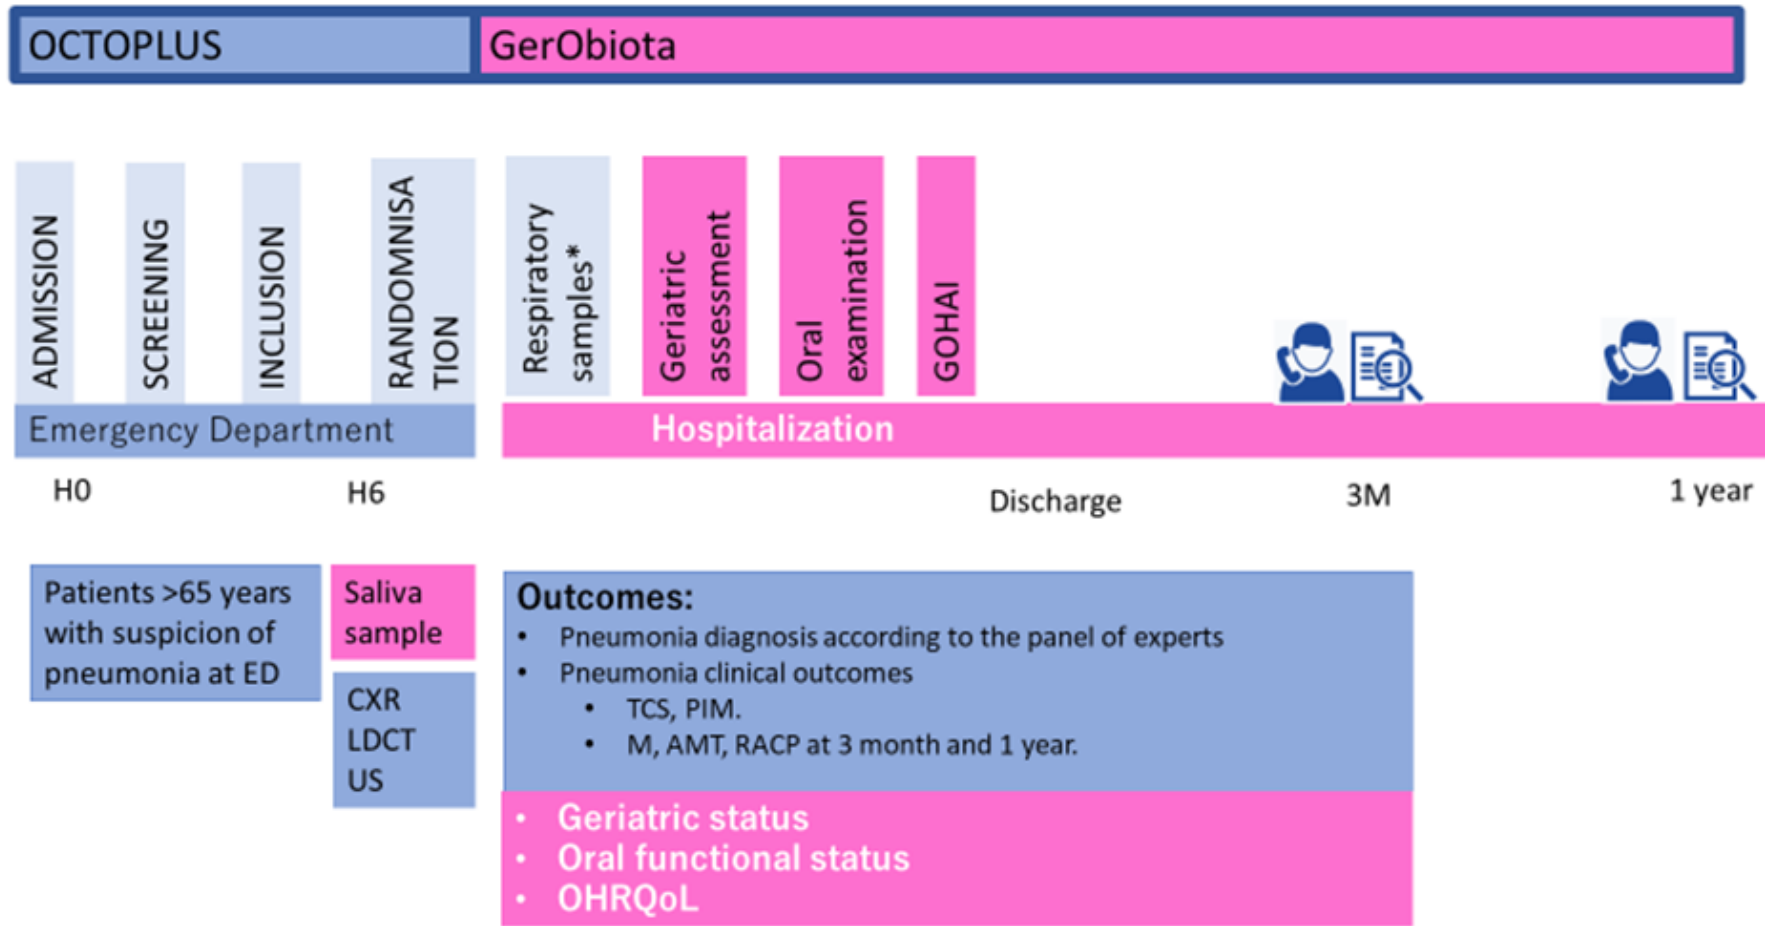 OCTOPLUS
GerObiota
ADMISSION
SCREENING
INCLUSION
RANDOMNISA
TION
Respiratory
samples*
Geriatric
assessment
Oral
examination
GOHAI
Emergency Department
Hospitalization
H0
H6
Discharge
3M
1 year
Patients >65 years
with suspicion of
pneumonia at ED
Saliva
sample
CXR
LDCT
US
Outcomes:
• Pneumonia diagnosis according to the panel of experts
• Pneumonia clinical outcomes
• TCS, PIM.
• M, AMT, RACP at 3 month and 1 year.
• Geriatric status
• Oral functional status
• OHRQoL